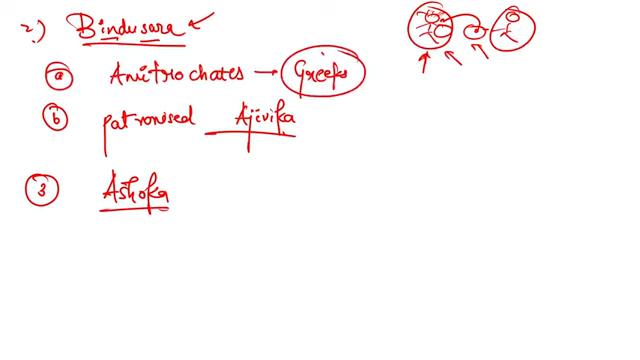 2.) Bindusara
a Amitrochates → Greeks
b patronised Ajivika
3 Ashoka